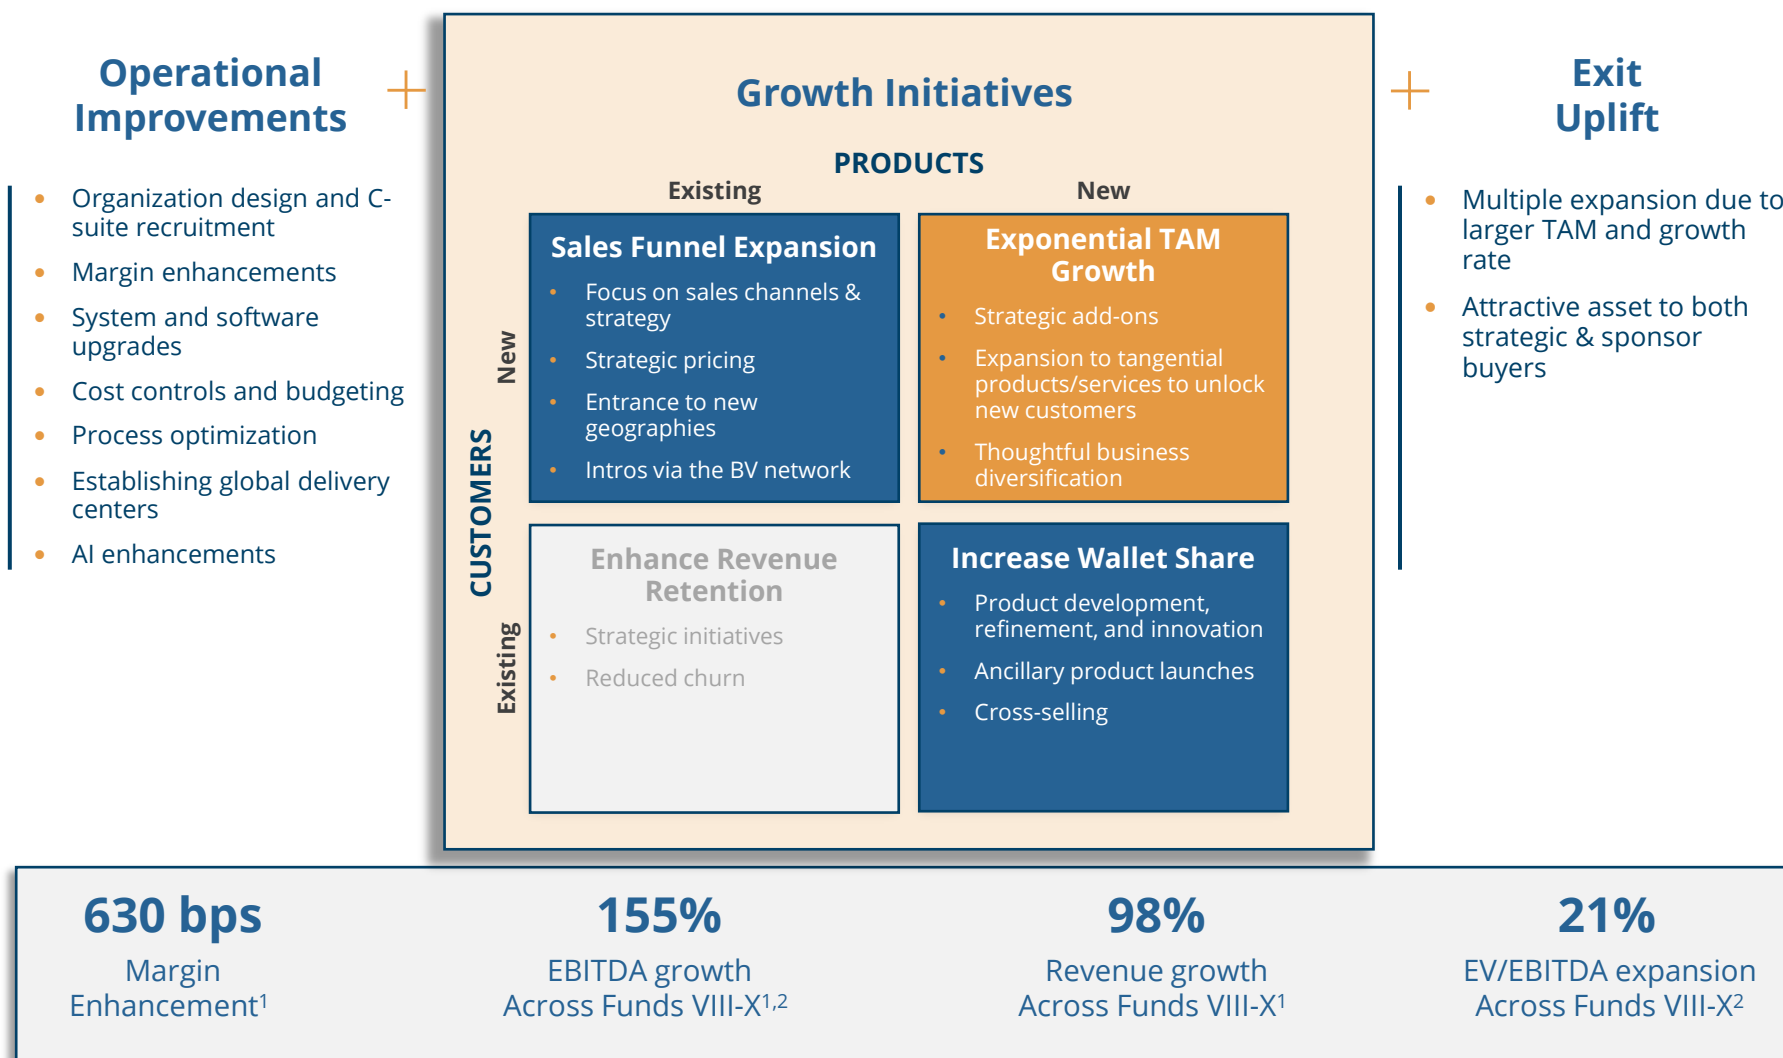 Operational
Improvements
Organization design and C-
suite recruitment
Margin enhancements
System and software
upgrades
Cost controls and budgeting
Process optimization
Establishing global delivery
centers
AI enhancements
+
Growth Initiatives
PRODUCTS
Existing
New
CUSTOMERS
New
Existing
Sales Funnel Expansion
Focus on sales channels &
strategy
Strategic pricing
Entrance to new
geographies
Intros via the BV network
Exponential TAM
Growth
Strategic add-ons
Expansion to tangential
products/services to unlock
new customers
Thoughtful business
diversification
Enhance Revenue
Retention
Strategic initiatives
Reduced churn
Increase Wallet Share
Product development,
refinement, and innovation
Ancillary product launches
Cross-selling
+
Exit
Uplift
Multiple expansion due to
larger TAM and growth
rate
Attractive asset to both
strategic & sponsor
buyers
630 bps
Margin
Enhancement¹
155%
EBITDA growth
Across Funds VIII-X¹,²
98%
Revenue growth
Across Funds VIII-X¹
21%
EV/EBITDA expansion
Across Funds VIII-X²